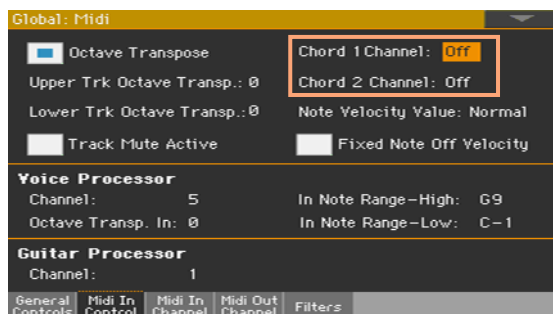 Global: Midi
Octave Transpose
Chord 1 Channel: Off
Upper Trk Octave Transp.: 0
Chord 2 Channel: Off
Lower Trk Octave Transp.: 0
Note Velocity Value: Normal
Track Mute Active
Fixed Note Off Velocity
Voice Processor
Channel: 5
In Note Range-High: G9
Octave Transp. In: 0
In Note Range-Low: C-1
Guitar Processor
Channel: 1
General Controls
Midi In Control
Midi In Channel
Midi Out Channel
Filters